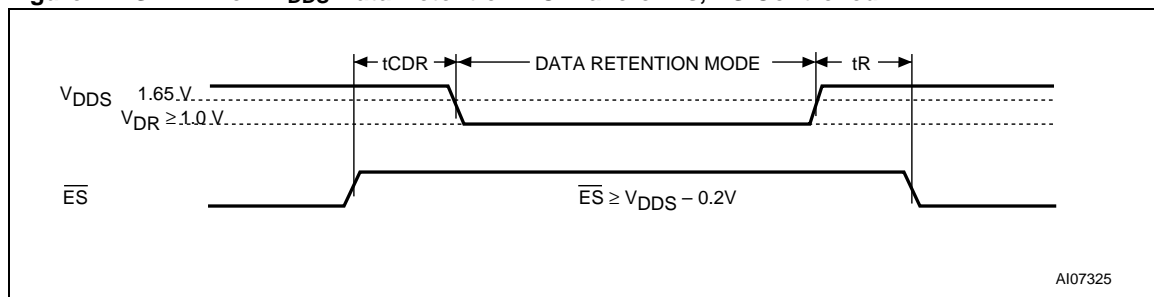 tCDR DATA RETENTION MODE tR
VDDS 1.65 V
VDR ≥ 1.0 V
ES ES ≥ VDDS – 0.2V
AI07325